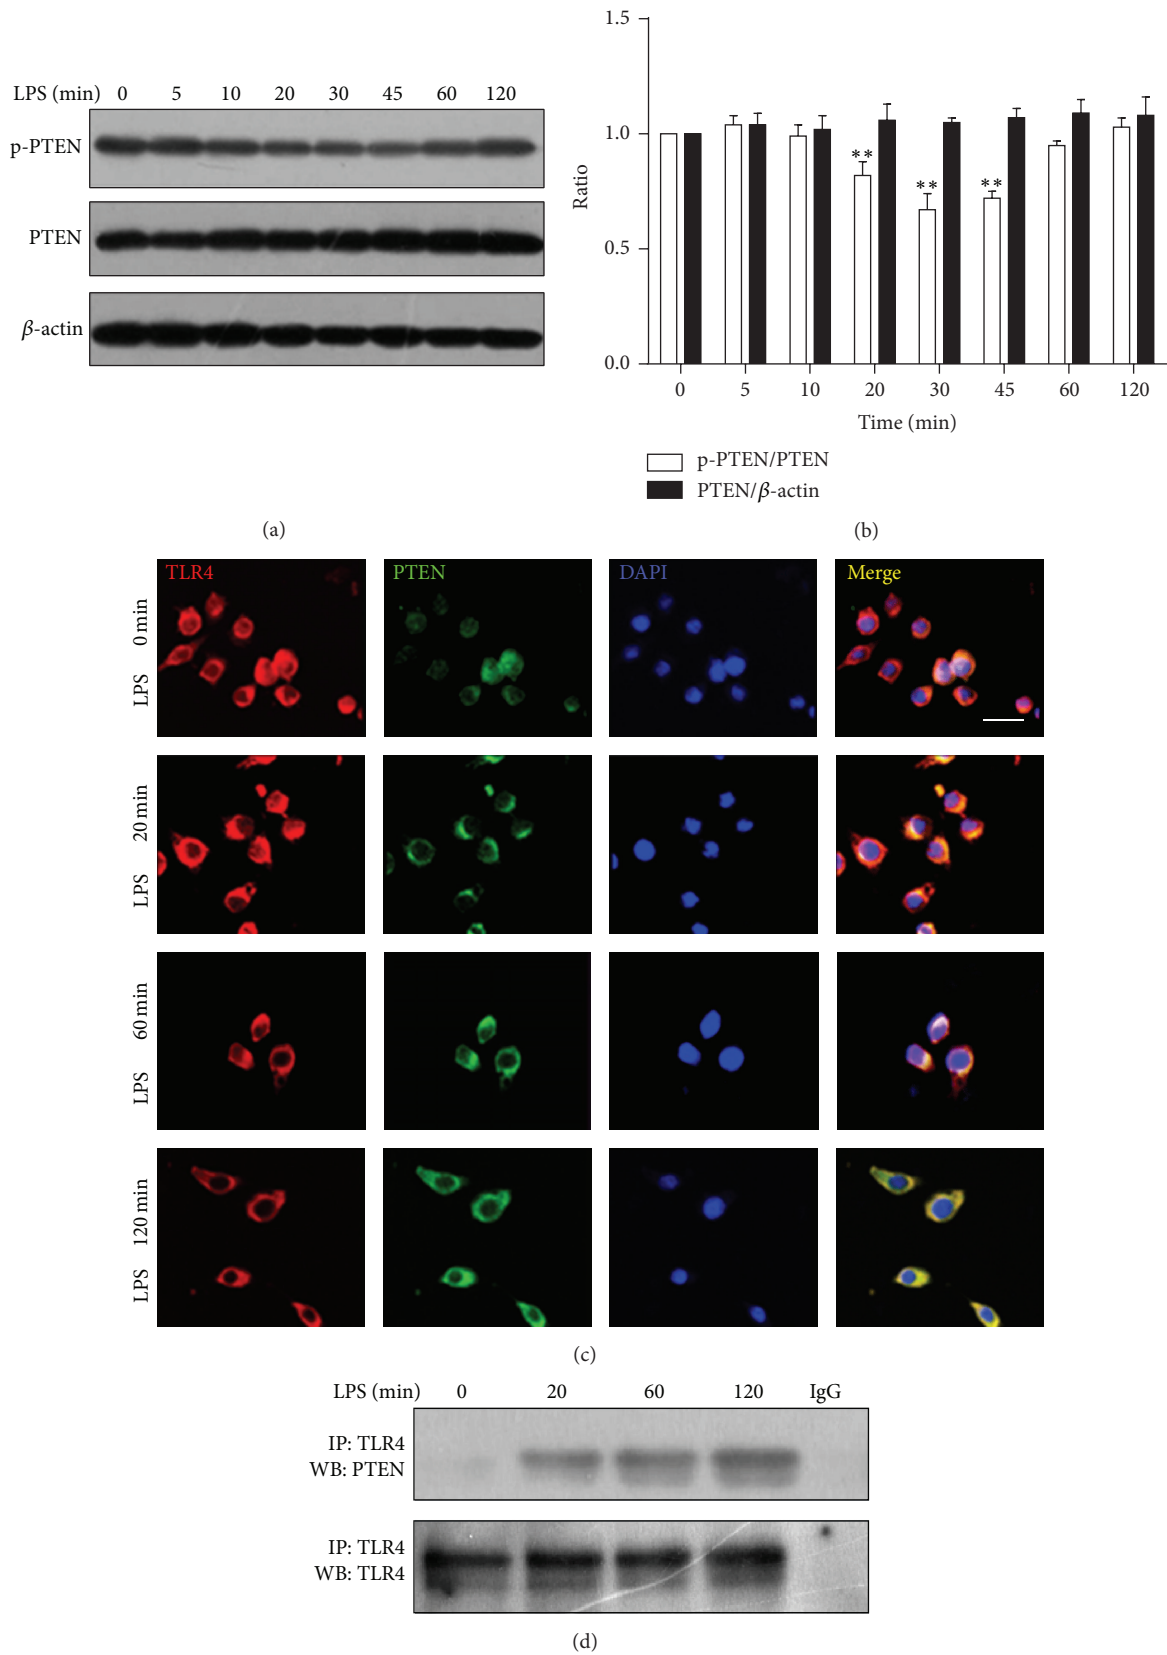 LPS (min) 0 5 10 20 30 45 60 120
p-PTEN
PTEN
β-actin
(a)
1.5
1.0
0.5
0.0
Ratio
** ** **
0 5 10 20 30 45 60 120
Time (min)
p-PTEN/PTEN
PTEN/β-actin
(b)
TLR4 PTEN DAPI Merge
LPS 0 min
LPS 20 min
LPS 60 min
LPS 120 min
(c)
LPS (min) 0 20 60 120 IgG
IP: TLR4
WB: PTEN
IP: TLR4
WB: TLR4
(d)